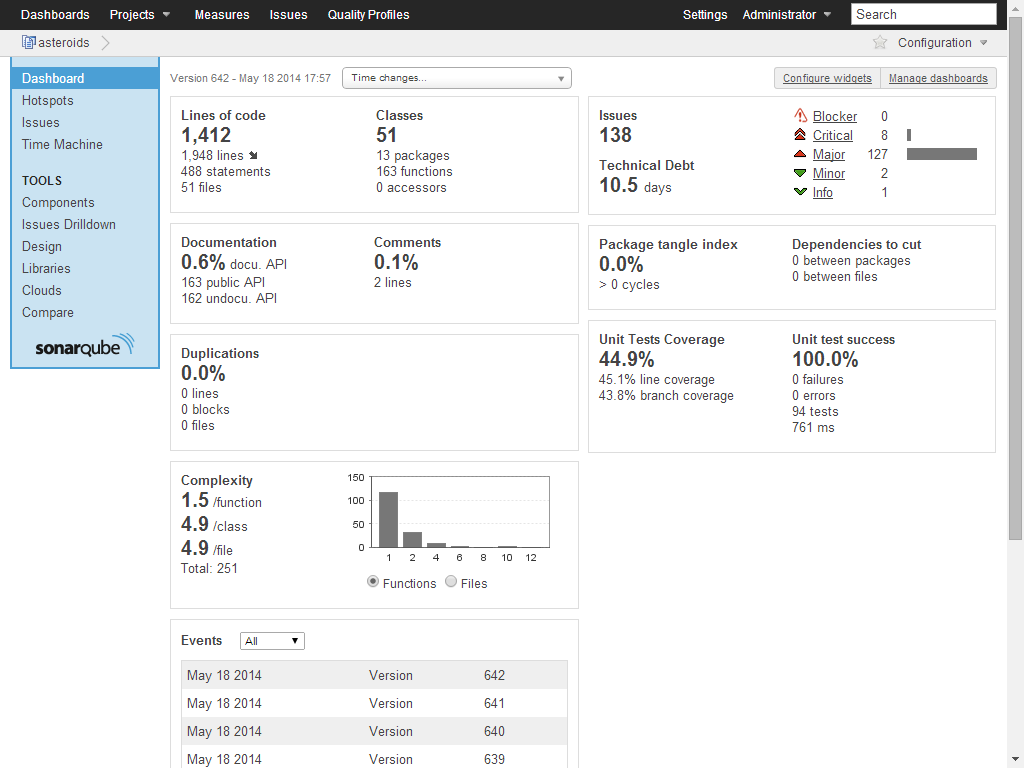 Dashboards Projects Measures Issues Quality Profiles Settings Administrator Search
asteroids Configuration
Dashboard
Hotspots
Issues
Time Machine
TOOLS
Components
Issues Drilldown
Design
Libraries
Clouds
Compare
sonarqube
Version 642 - May 18 2014 17:57 Time changes... Configure widgets Manage dashboards
Lines of code
1,412
1,948 lines
488 statements
51 files
Classes
51
13 packages
163 functions
0 accessors
Documentation
0.6% docu. API
163 public API
162 undocu. API
Comments
0.1%
2 lines
Duplications
0.0%
0 lines
0 blocks
0 files
Complexity
1.5 /function
4.9 /class
4.9 /file
Total: 251
150
100
50
0
1 2 4 6 8 10 12
Functions Files
Events All
May 18 2014 Version 642
May 18 2014 Version 641
May 18 2014 Version 640
May 18 2014 Version 639
Issues
138
Technical Debt
10.5 days
Blocker 0
Critical 8
Major 127
Minor 2
Info 1
Package tangle index
0.0%
> 0 cycles
Dependencies to cut
0 between packages
0 between files
Unit Tests Coverage
44.9%
45.1% line coverage
43.8% branch coverage
Unit test success
100.0%
0 failures
0 errors
94 tests
761 ms